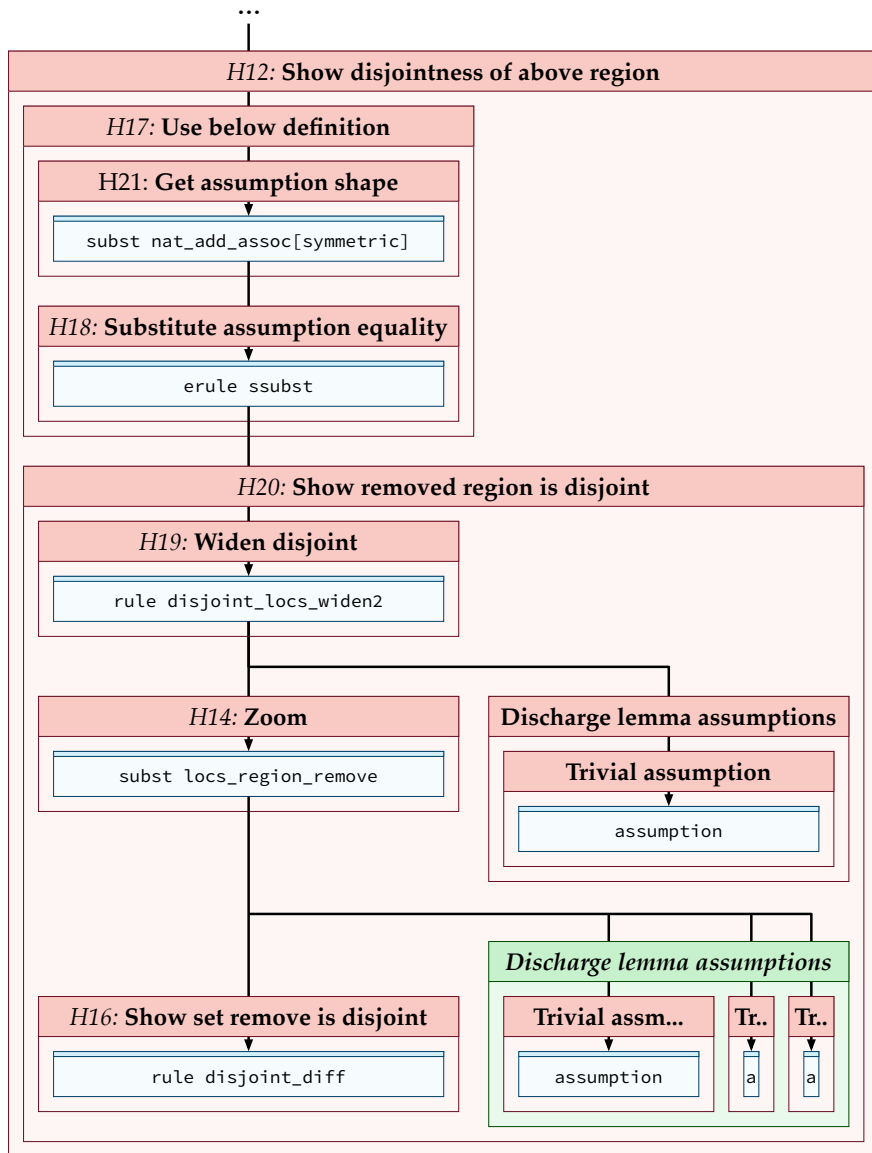 ...
H12: Show disjointness of above region
H17: Use below definition
H21: Get assumption shape
subst nat_add_assoc[symmetric]
H18: Substitute assumption equality
erule ssubst
H20: Show removed region is disjoint
H19: Widen disjoint
rule disjoint_locs_widen2
H14: Zoom
subst locs_region_remove
Discharge lemma assumptions
Trivial assumption
assumption
Discharge lemma assumptions
H16: Show set remove is disjoint
rule disjoint_diff
Trivial assm...
assumption
Tr..
a
Tr..
a